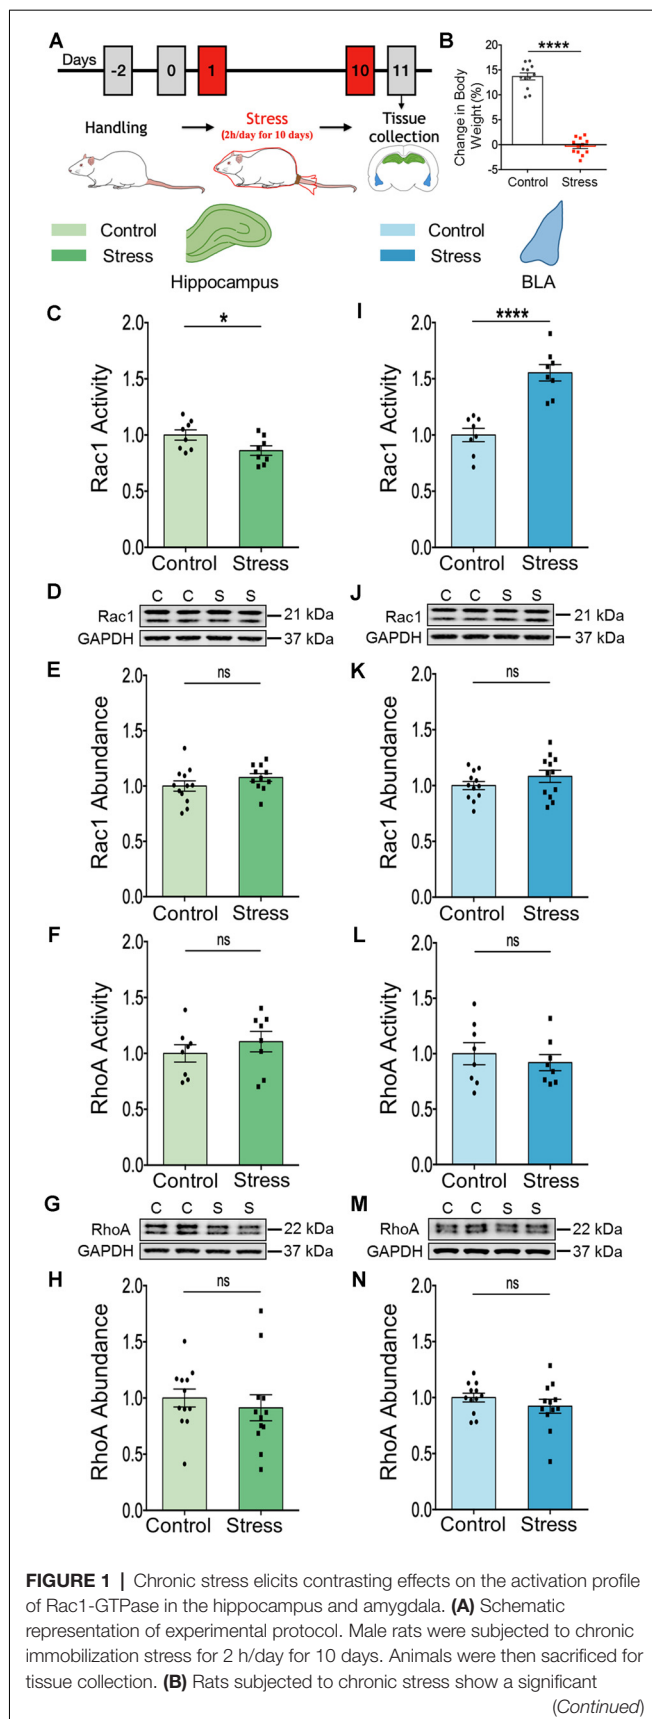 A
Days
-2
0
1
10
11
Handling
Stress
(2h/day for 10 days)
Tissue
collection
B
****
Change in Body
Weight (%)
20
15
10
5
0
-5
Control
Stress
Control
Stress
Hippocampus
Control
Stress
BLA
C
*
Rac1 Activity
2.0
1.5
1.0
0.5
0.0
Control
Stress
I
****
Rac1 Activity
2.0
1.5
1.0
0.5
0.0
Control
Stress
D
C C S S
Rac1
21 kDa
GAPDH
37 kDa
J
C C S S
Rac1
21 kDa
GAPDH
37 kDa
E
ns
Rac1 Abundance
2.0
1.5
1.0
0.5
0.0
Control
Stress
K
ns
Rac1 Abundance
2.0
1.5
1.0
0.5
0.0
Control
Stress
F
ns
RhoA Activity
2.0
1.5
1.0
0.5
0.0
Control
Stress
L
ns
RhoA Activity
2.0
1.5
1.0
0.5
0.0
Control
Stress
G
C C S S
RhoA
22 kDa
GAPDH
37 kDa
M
C C S S
RhoA
22 kDa
GAPDH
37 kDa
H
ns
RhoA Abundance
2.0
1.5
1.0
0.5
0.0
Control
Stress
N
ns
RhoA Abundance
2.0
1.5
1.0
0.5
0.0
Control
Stress
FIGURE 1 | Chronic stress elicits contrasting effects on the activation profile
of Rac1-GTPase in the hippocampus and amygdala. (A) Schematic
representation of experimental protocol. Male rats were subjected to chronic
immobilization stress for 2 h/day for 10 days. Animals were then sacrificed for
tissue collection. (B) Rats subjected to chronic stress show a significant
(Continued)